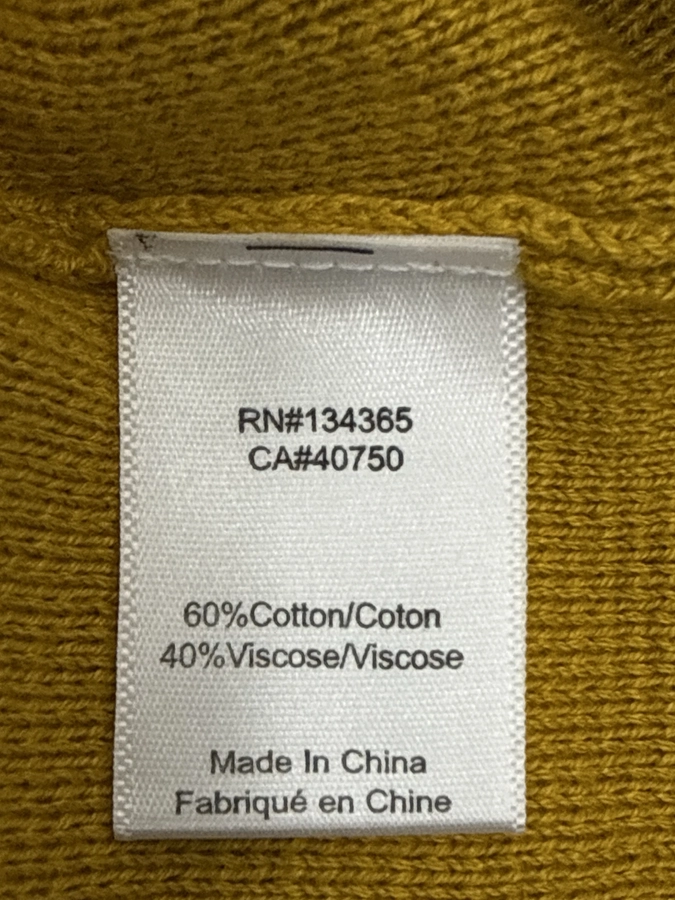 RN#134365
CA#40750
60%Cotton/Coton
40%Viscose/Viscose
Made In China
Fabriqué en Chine